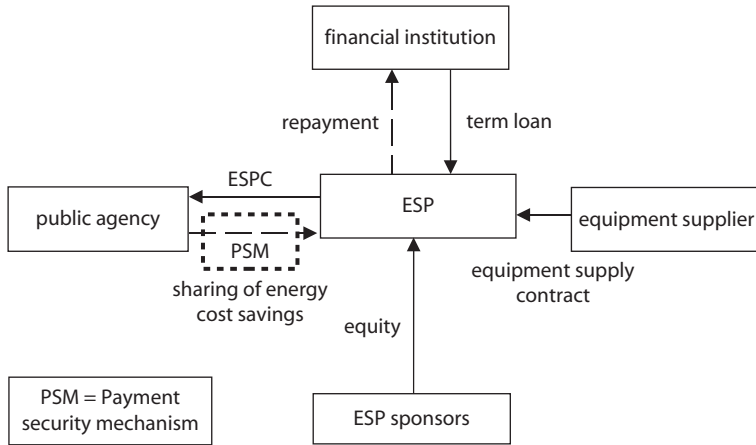 financial institution
repayment
term loan
ESPC
public agency
ESP
equipment supplier
PSM
sharing of energy
cost savings
equipment supply
contract
equity
PSM = Payment
security mechanism
ESP sponsors